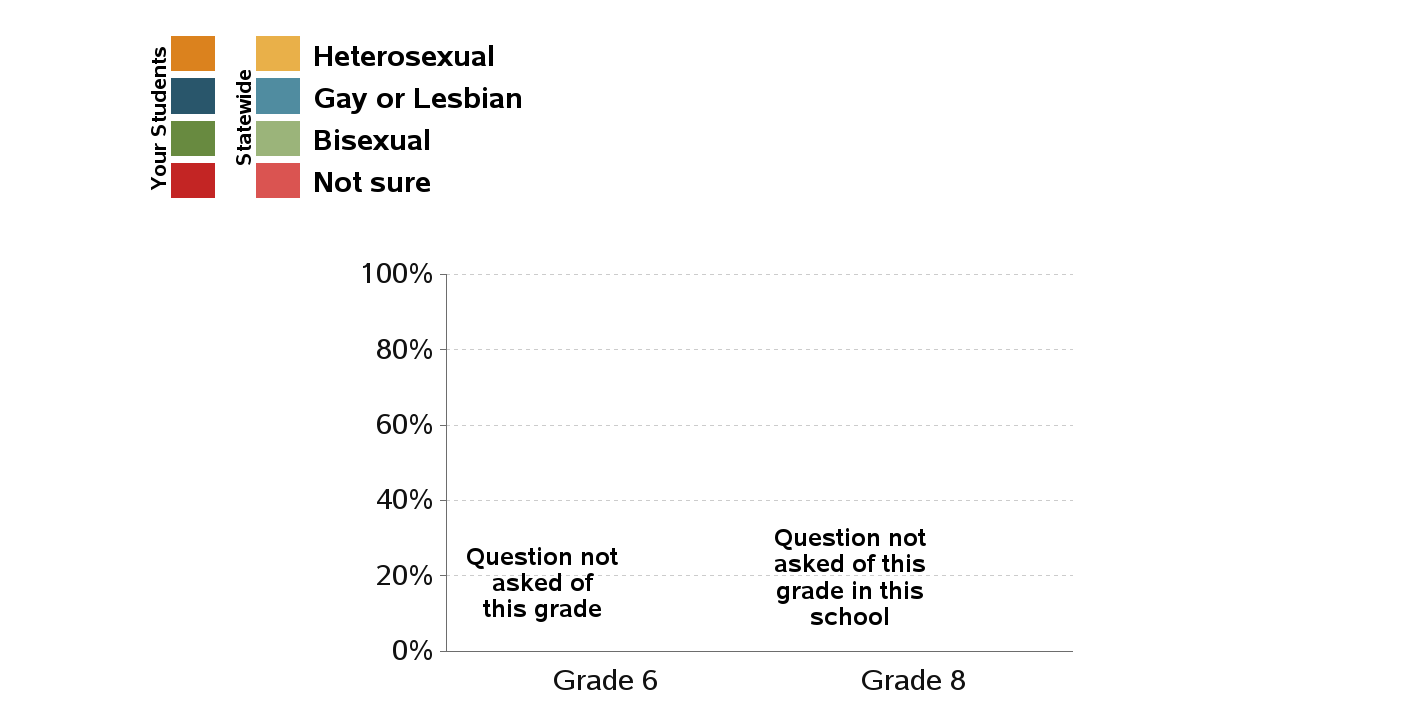 Your Students
Statewide
Heterosexual
Gay or Lesbian
Bisexual
Not sure
100%
80%
60%
40%
20%
0%
Question not
asked of
this grade
Question not
asked of this
grade in this
school
Grade 6
Grade 8